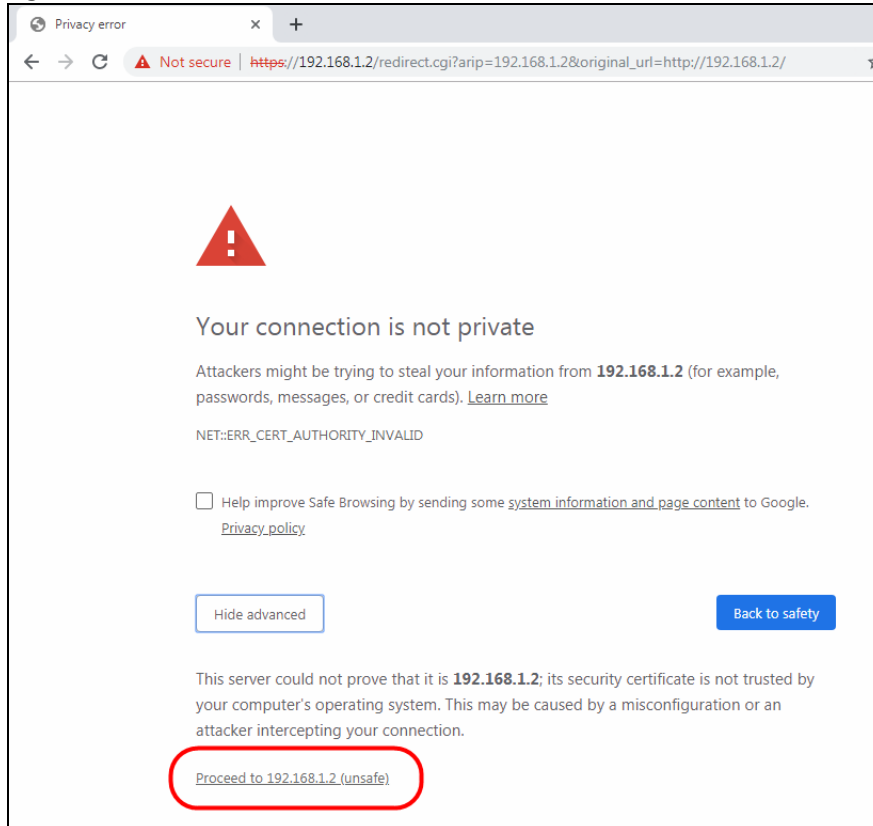 Privacy error
Not secure | https://192.168.1.2/redirect.cgi?arip=192.168.1.2&original_url=http://192.168.1.2/
Your connection is not private
Attackers might be trying to steal your information from 192.168.1.2 (for example,
passwords, messages, or credit cards). Learn more
NET::ERR_CERT_AUTHORITY_INVALID
Help improve Safe Browsing by sending some system information and page content to Google.
Privacy policy
Hide advanced
Back to safety
This server could not prove that it is 192.168.1.2; its security certificate is not trusted by
your computer's operating system. This may be caused by a misconfiguration or an
attacker intercepting your connection.
Proceed to 192.168.1.2 (unsafe)